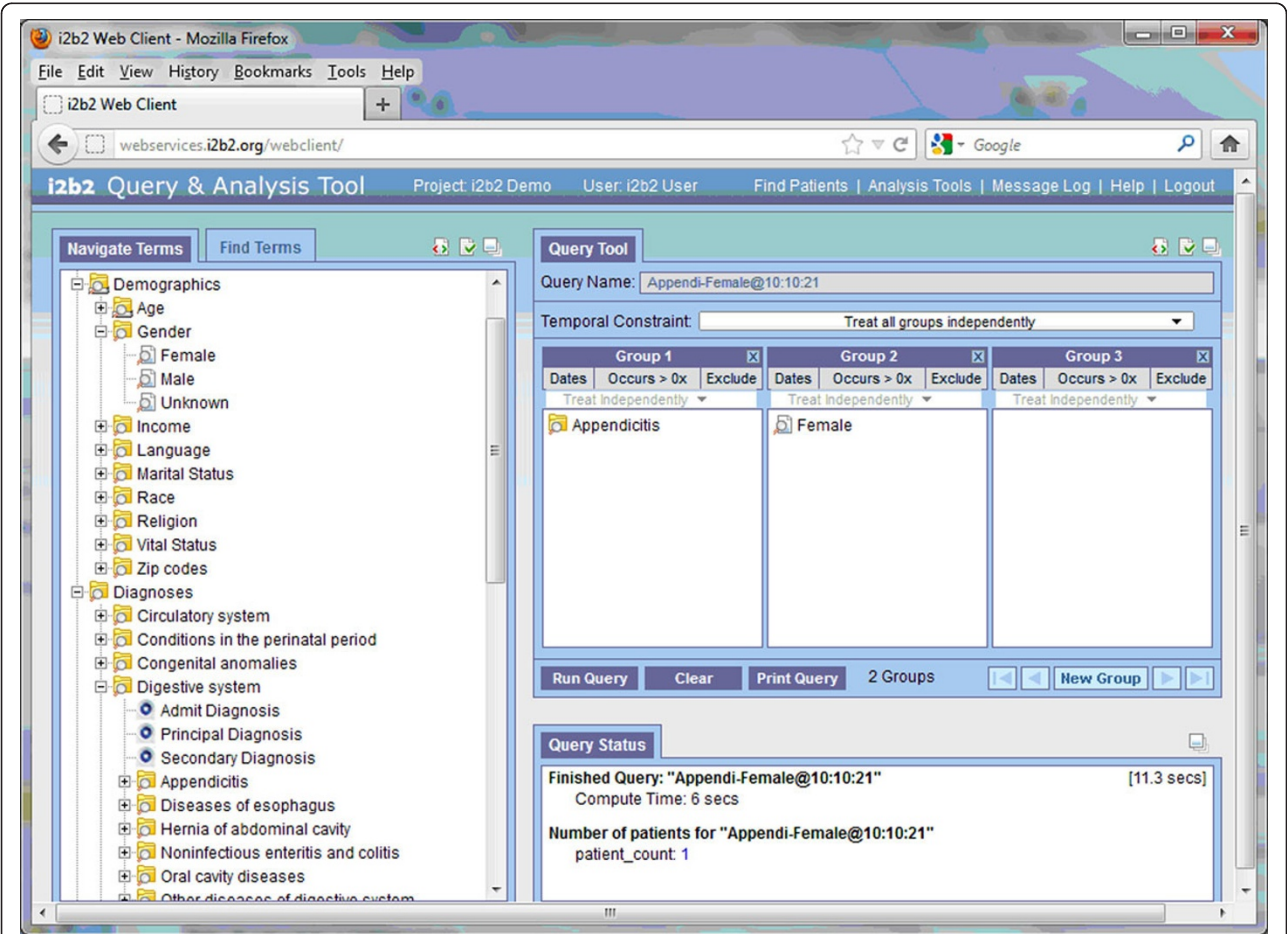 i2b2 Web Client - Mozilla Firefox
File Edit View History Bookmarks Tools Help
i2b2 Web Client +
webservices.i2b2.org/webclient/ Google
i2b2 Query & Analysis Tool Project: i2b2 Demo User: i2b2 User Find Patients | Analysis Tools | Message Log | Help | Logout
Navigate Terms Find Terms
Demographics
Age
Gender
Female
Male
Unknown
Income
Language
Marital Status
Race
Religion
Vital Status
Zip codes
Diagnoses
Circulatory system
Conditions in the perinatal period
Congenital anomalies
Digestive system
Admit Diagnosis
Principal Diagnosis
Secondary Diagnosis
Appendicitis
Diseases of esophagus
Hernia of abdominal cavity
Noninfectious enteritis and colitis
Oral cavity diseases
Other diseases of digestive system
Query Tool
Query Name: Appendi-Female@10:10:21
Temporal Constraint: Treat all groups independently
Group 1 X Group 2 X Group 3 X
Dates Occurs > 0x Exclude Dates Occurs > 0x Exclude Dates Occurs > 0x Exclude
Treat Independently Treat Independently Treat Independently
Appendicitis Female
Run Query Clear Print Query 2 Groups New Group
Query Status
Finished Query: "Appendi-Female@10:10:21" [11.3 secs]
Compute Time: 6 secs
Number of patients for "Appendi-Female@10:10:21"
patient_count: 1